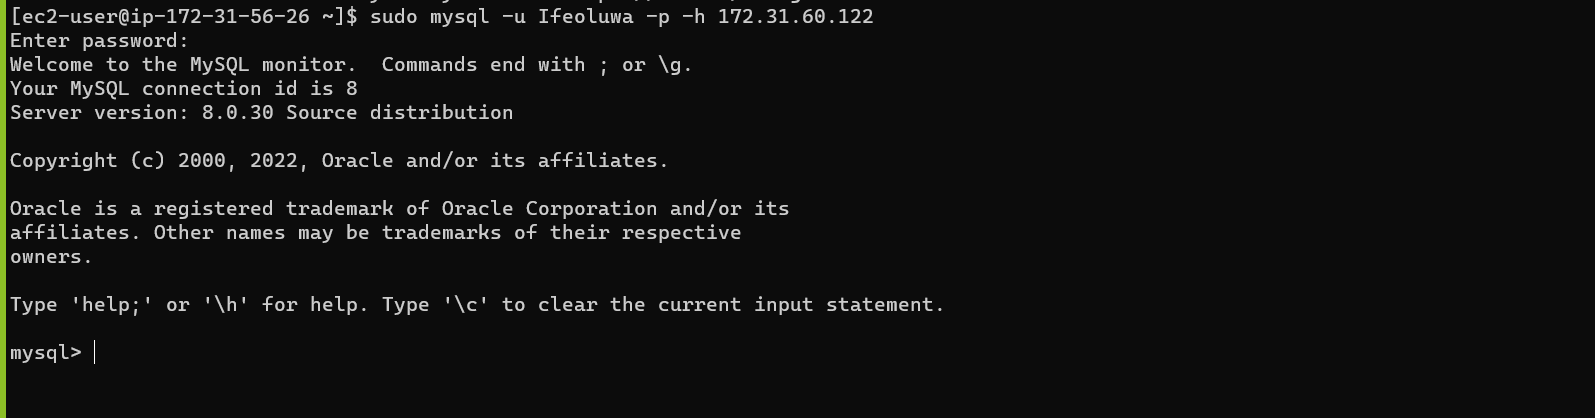 [ec2-user@ip-172-31-56-26 ~]$ sudo mysql -u Ifeoluwa -p -h 172.31.60.122
Enter password:
Welcome to the MySQL monitor.  Commands end with ; or \g.
Your MySQL connection id is 8
Server version: 8.0.30 Source distribution

Copyright (c) 2000, 2022, Oracle and/or its affiliates.

Oracle is a registered trademark of Oracle Corporation and/or its
affiliates. Other names may be trademarks of their respective
owners.

Type 'help;' or '\h' for help. Type '\c' to clear the current input statement.

mysql>